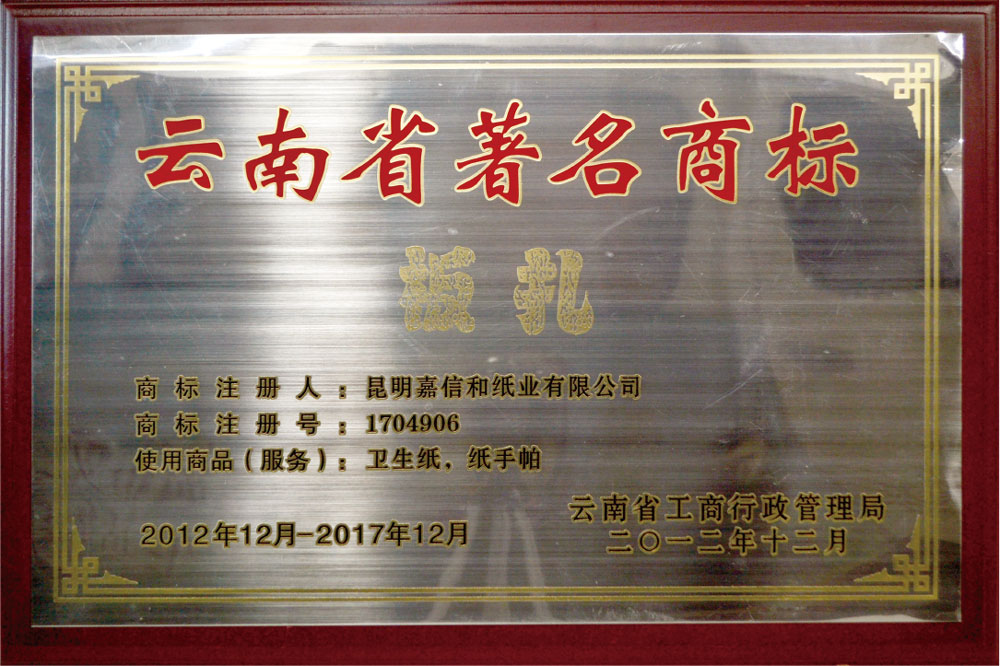 云南省著名商标
板扎
商标注册人：昆明嘉信和纸业有限公司
商标注册号：1704906
使用商品（服务）：卫生纸，纸手帕
云南省工商行政管理局
2012年12月-2017年12月
二〇一二年十二月